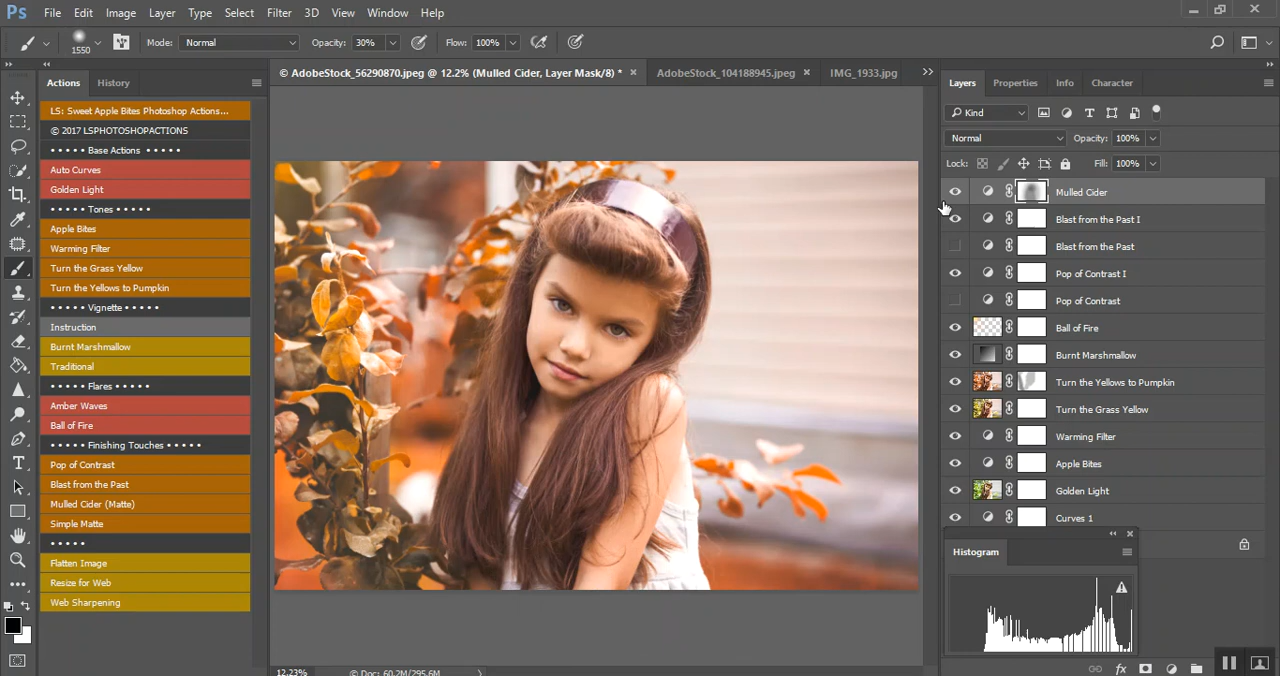 Ps File Edit Image Layer Type Select Filter 3D View Window Help
1550 Mode: Normal Opacity: 30% Flow: 100%
Actions History
© AdobeStock_56290870.jpeg @ 12.2% (Mulled Cider, Layer Mask/8) * AdobeStock_104188945.jpeg IMG_1933.jpg
LS: Sweet Apple Bites Photoshop Actions...
© 2017 LSPHOTOSHOPACTIONS
• • • • • Base Actions • • • • •
Auto Curves
Golden Light
• • • • • Tones • • • • •
Apple Bites
Warming Filter
Turn the Grass Yellow
Turn the Yellows to Pumpkin
• • • • • Vignette • • • • •
Instruction
Burnt Marshmallow
Traditional
• • • • • Flares • • • • •
Amber Waves
Ball of Fire
• • • • • Finishing Touches • • • • •
Pop of Contrast
Blast from the Past
Mulled Cider (Matte)
Simple Matte
• • • • •
Flatten Image
Resize for Web
Web Sharpening
12.23% Doc: 60.2M/295.6M
Layers Properties Info Character
Kind
Normal Opacity: 100%
Lock: Fill: 100%
Mulled Cider
Blast from the Past I
Blast from the Past
Pop of Contrast I
Pop of Contrast
Ball of Fire
Burnt Marshmallow
Turn the Yellows to Pumpkin
Turn the Grass Yellow
Warming Filter
Apple Bites
Golden Light
Curves 1
Histogram
fx